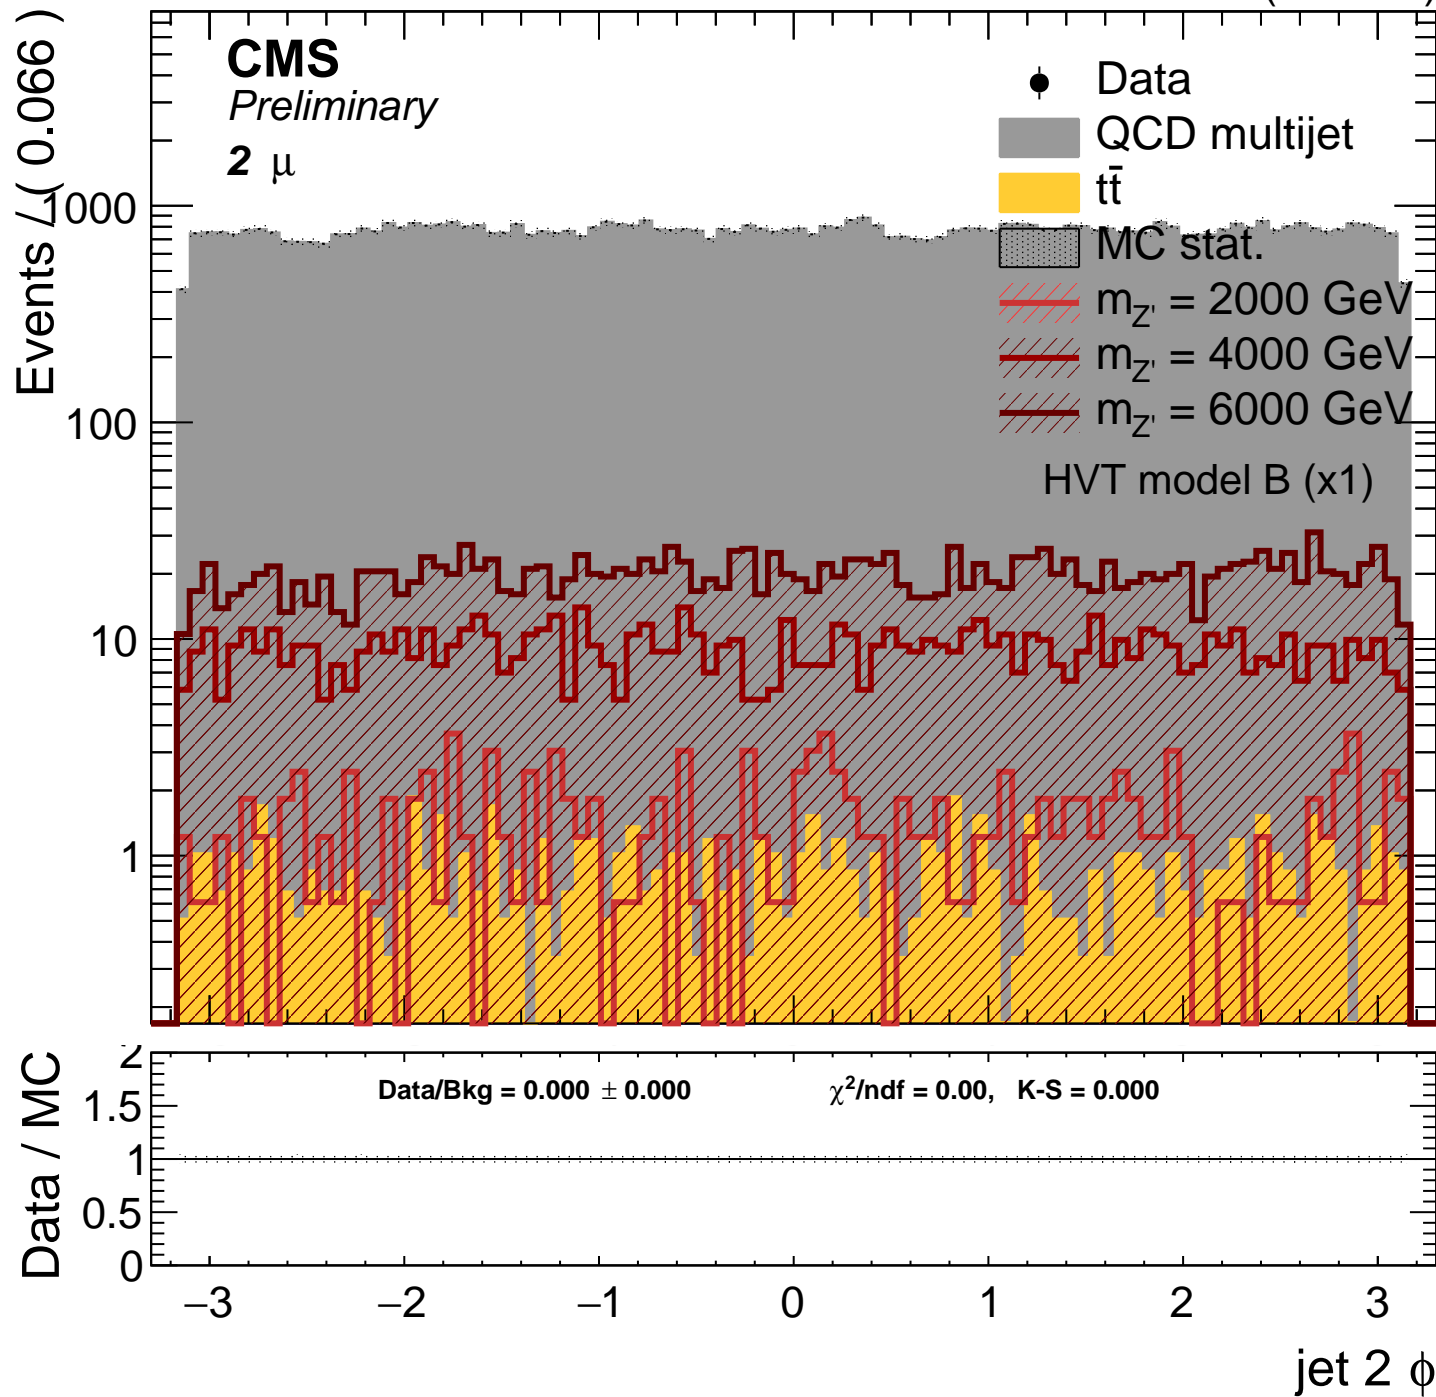 CMS
Preliminary
2 μ
Data
QCD multijet
tt̄
MC stat.
m_Z' = 2000 GeV
m_Z' = 4000 GeV
m_Z' = 6000 GeV
HVT model B (x1)
Events / ( 0.066 )
1000
100
10
1
Data/Bkg = 0.000 ± 0.000
χ²/ndf = 0.00, K-S = 0.000
Data / MC
2
1.5
1
0.5
0
−3 −2 −1 0 1 2 3
jet 2 ϕ